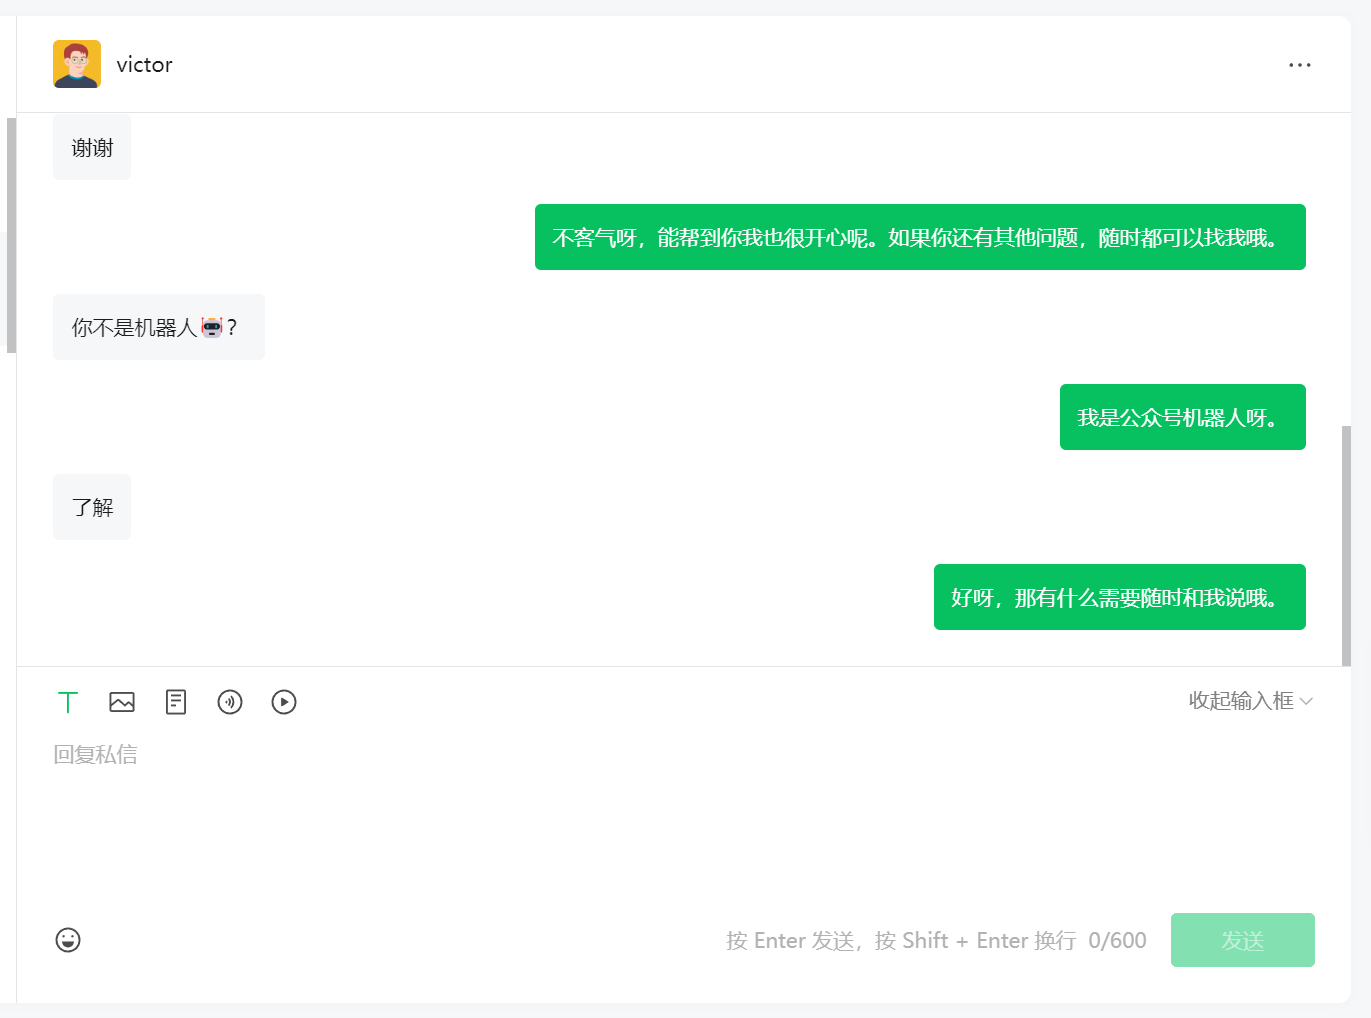 victor
谢谢
不客气呀，能帮到你我也很开心呢。如果你还有其他问题，随时都可以找我哦。
你不是机器人🤖？
我是公众号机器人呀。
了解
好呀，那有什么需要随时和我说哦。
收起输入框
回复私信
按 Enter 发送，按 Shift + Enter 换行 0/600
发送